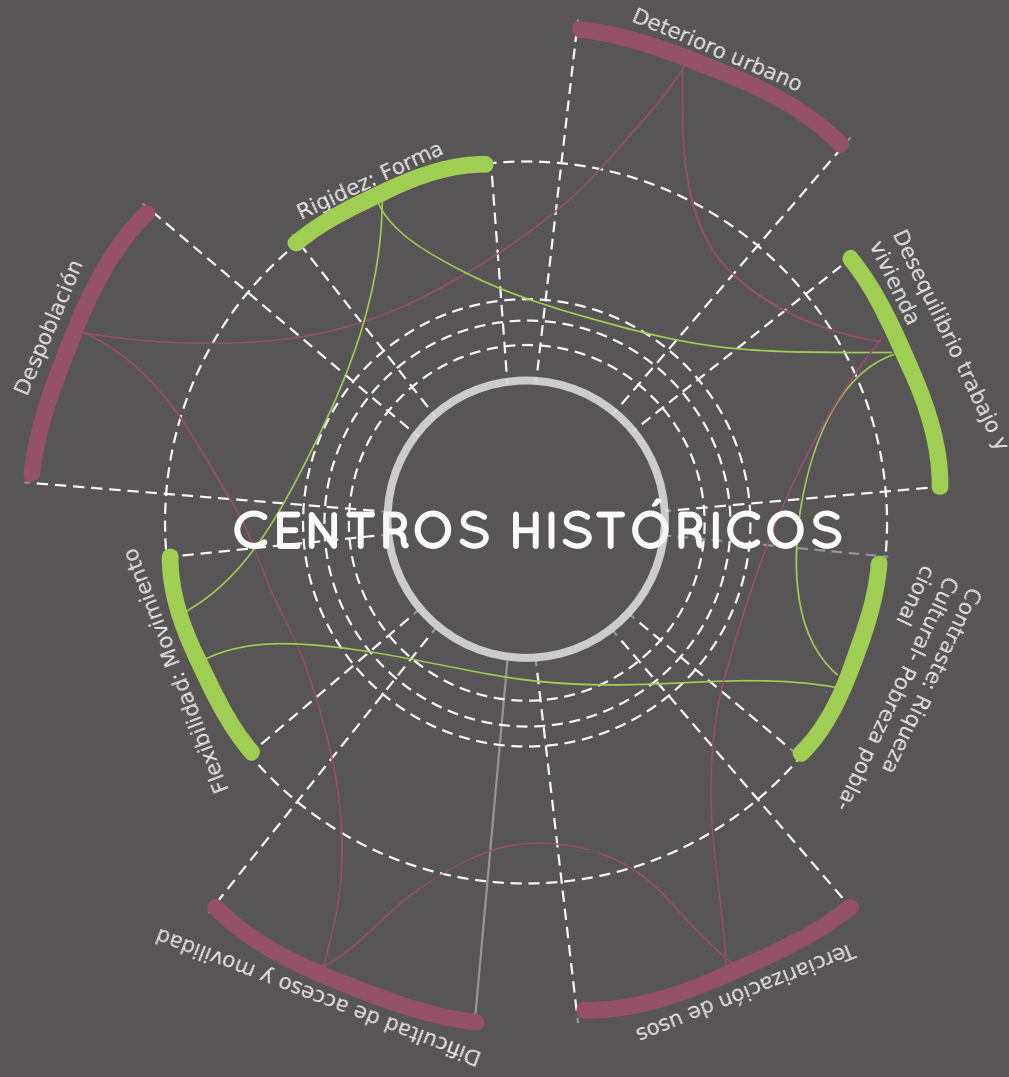 Deterioro urbano
Rigidez: Forma
Desequilibrio trabajo y
vivienda
Despoblación
CENTROS HISTÓRICOS
Flexibilidad: Movimiento
Contraste: Riqueza
Cultural- Pobreza pobla-
cional
Dificultad de acceso y movilidad
Terciarización de usos